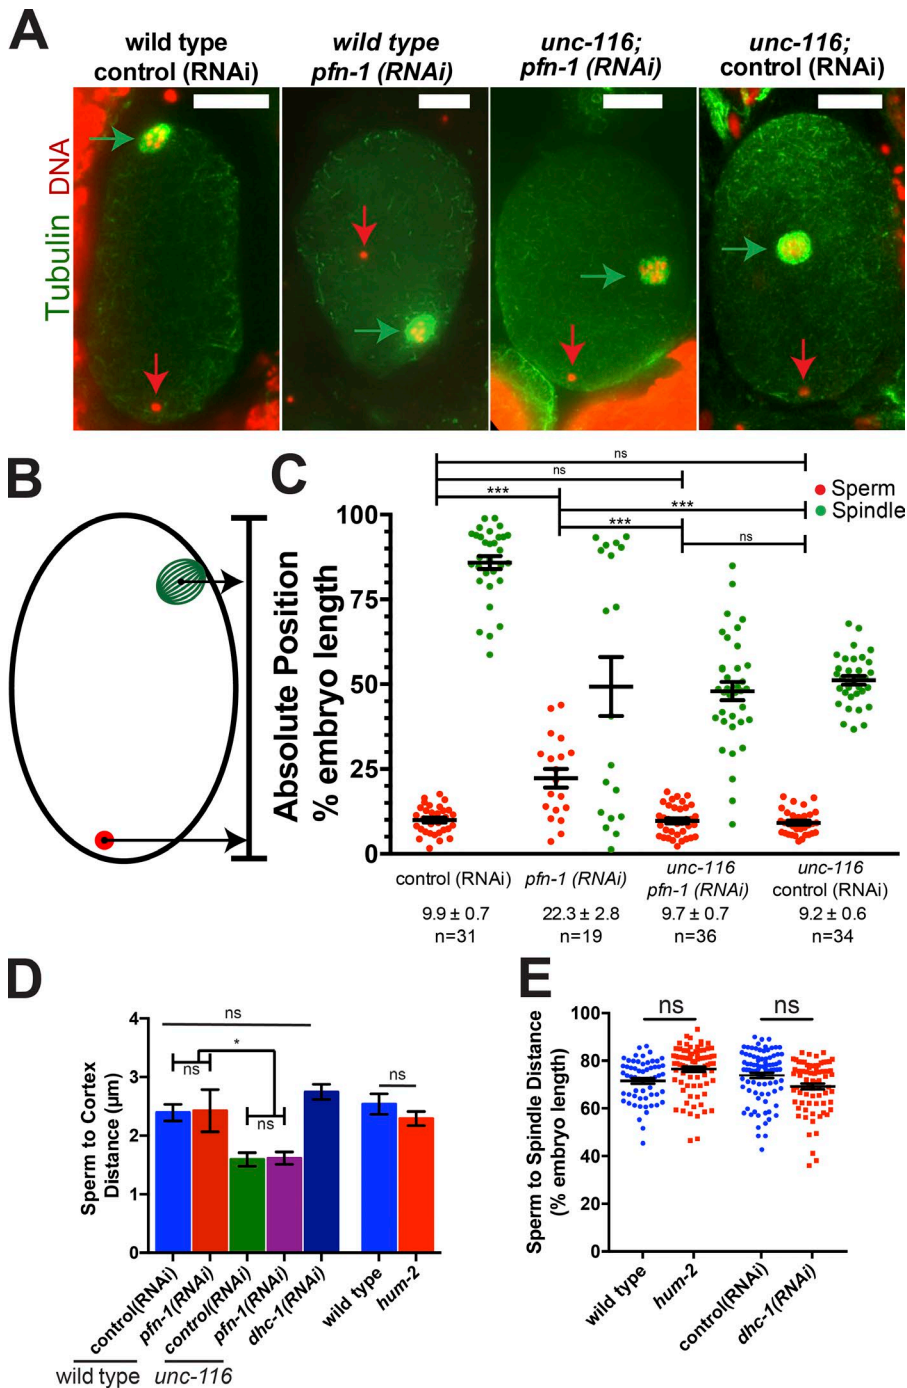 A
wild type
control (RNAi)
wild type
pfn-1 (RNAi)
unc-116;
pfn-1 (RNAi)
unc-116;
control (RNAi)
Tubulin DNA
B
C
ns
ns
***
***
***
ns
Sperm
Spindle
Absolute Position
% embryo length
100
75
50
25
0
control (RNAi)
pfn-1 (RNAi)
unc-116
pfn-1 (RNAi)
unc-116
control (RNAi)
9.9 ± 0.7
22.3 ± 2.8
9.7 ± 0.7
9.2 ± 0.6
n=31
n=19
n=36
n=34
D
Sperm to Cortex
Distance (µm)
4
3
2
1
0
ns
*
ns
ns
ns
control(RNAi)
pfn-1(RNAi)
control(RNAi)
pfn-1(RNAi)
dhc-1(RNAi)
wild type
hum-2
wild type
unc-116
E
Sperm to Spindle Distance
(% embryo length)
100
80
60
40
20
0
ns
ns
wild type
hum-2
control(RNAi)
dhc-1(RNAi)